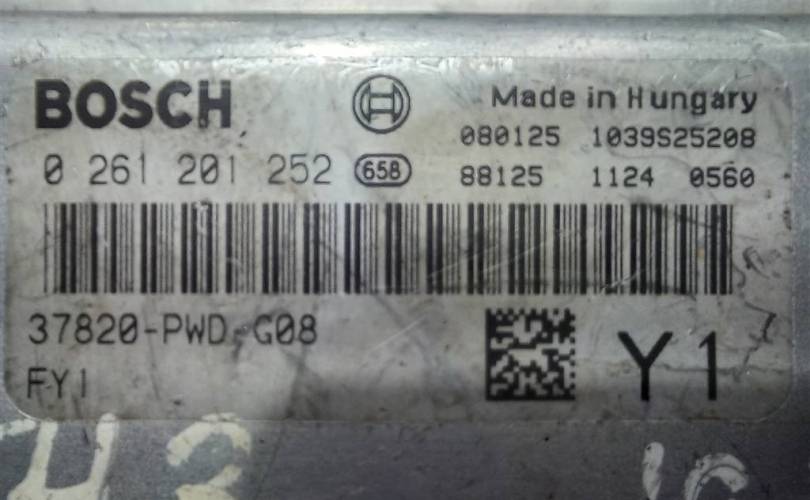 BOSCH
Made in Hungary
080125 1039S25208
0 261 201 252 658
88125 1124 0560
37820-PWD-G08
FY1
Y1